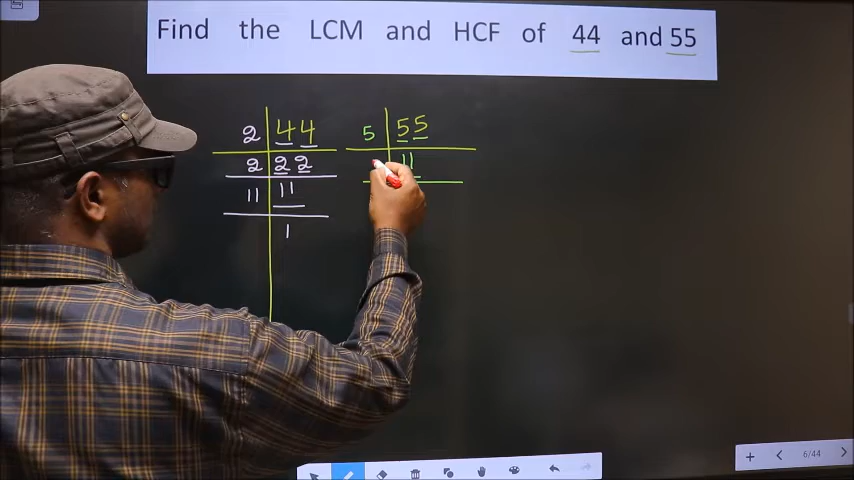 Find the LCM and HCF of 44 and 55
2 44 5 55
2 22 11
11 11
1
6/44